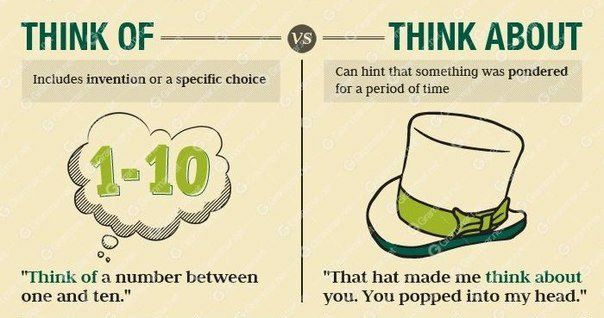 THINK OF
vs
THINK ABOUT
Includes invention or a specific choice
Can hint that something was pondered
for a period of time
1-10
"Think of a number between
one and ten."
"That hat made me think about
you. You popped into my head."